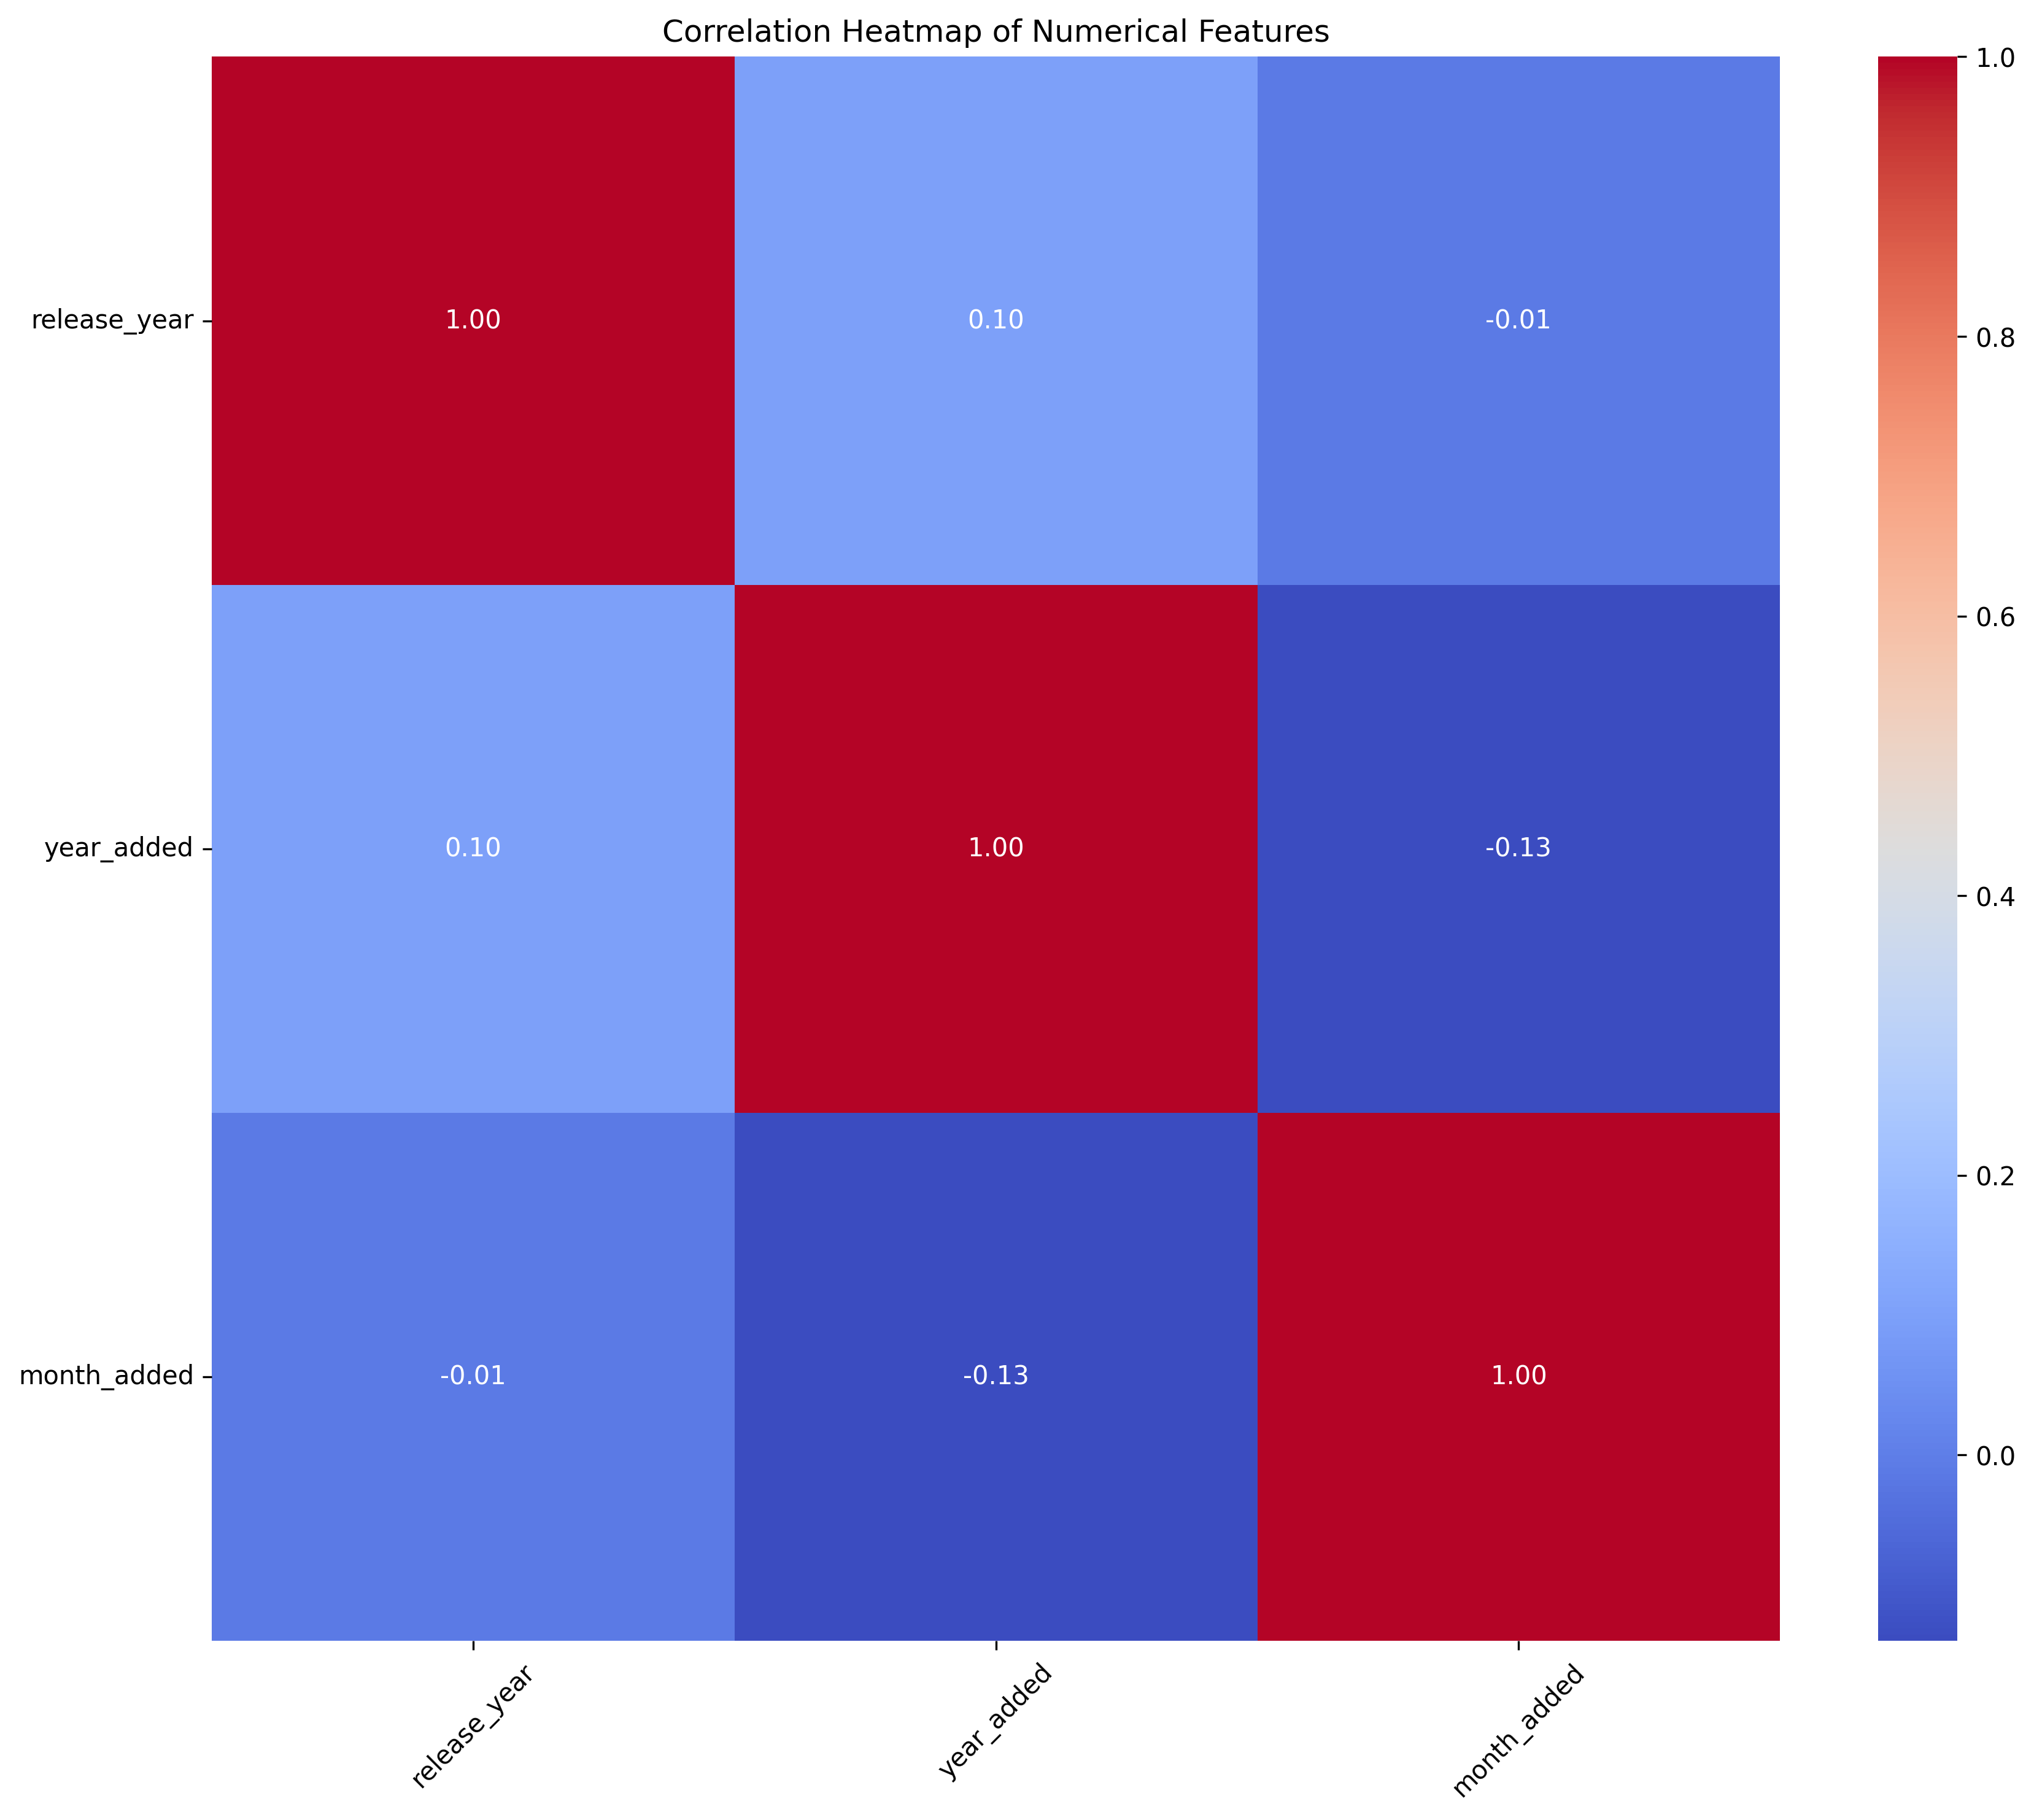 Correlation Heatmap of Numerical Features
release_year
1.00
0.10
-0.01
year_added
0.10
1.00
-0.13
month_added
-0.01
-0.13
1.00
release_year
year_added
month_added
1.0
0.8
0.6
0.4
0.2
0.0